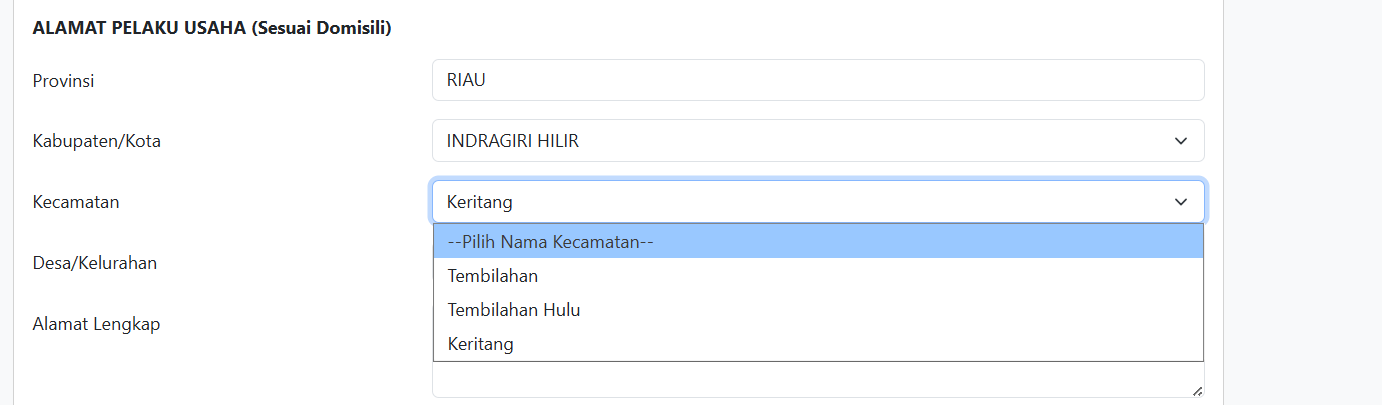 ALAMAT PELAKU USAHA (Sesuai Domisili)
Provinsi
RIAU
Kabupaten/Kota
INDRAGIRI HILIR
Kecamatan
Keritang
--Pilih Nama Kecamatan--
Tembilahan
Tembilahan Hulu
Keritang
Desa/Kelurahan
Alamat Lengkap